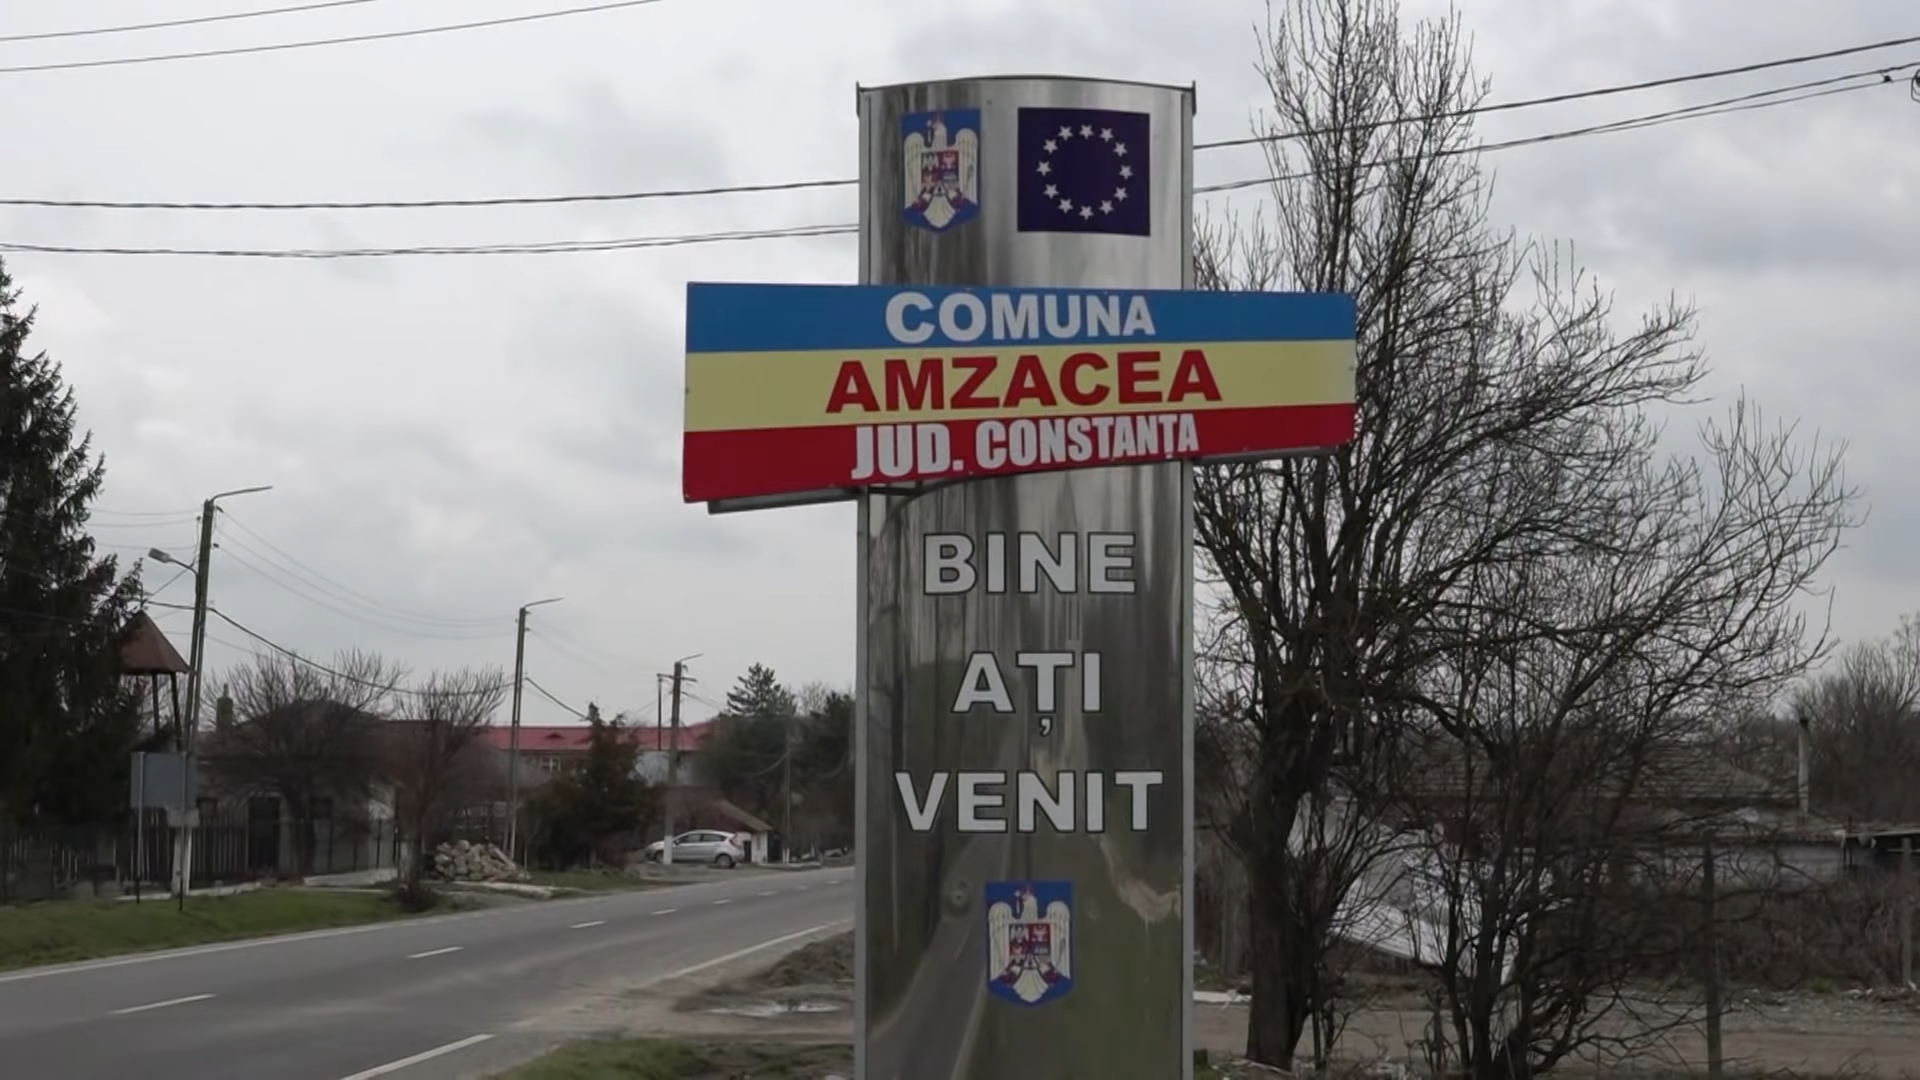 COMUNA
AMZACEA
JUD. CONSTANȚA
BINE
AȚI
VENIT